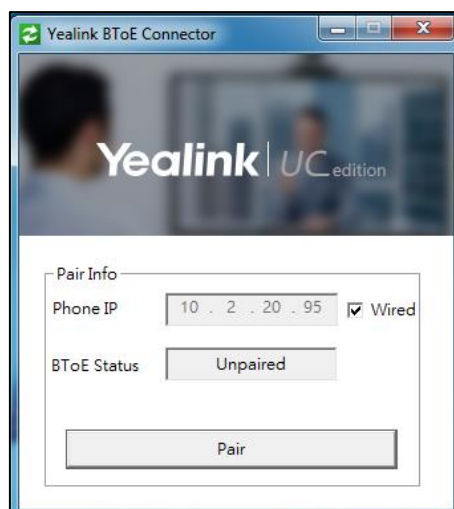 Yealink BToE Connector
Yealink | UC edition
Pair Info
Phone IP 10 . 2 . 20 . 95 Wired
BToE Status Unpaired
Pair